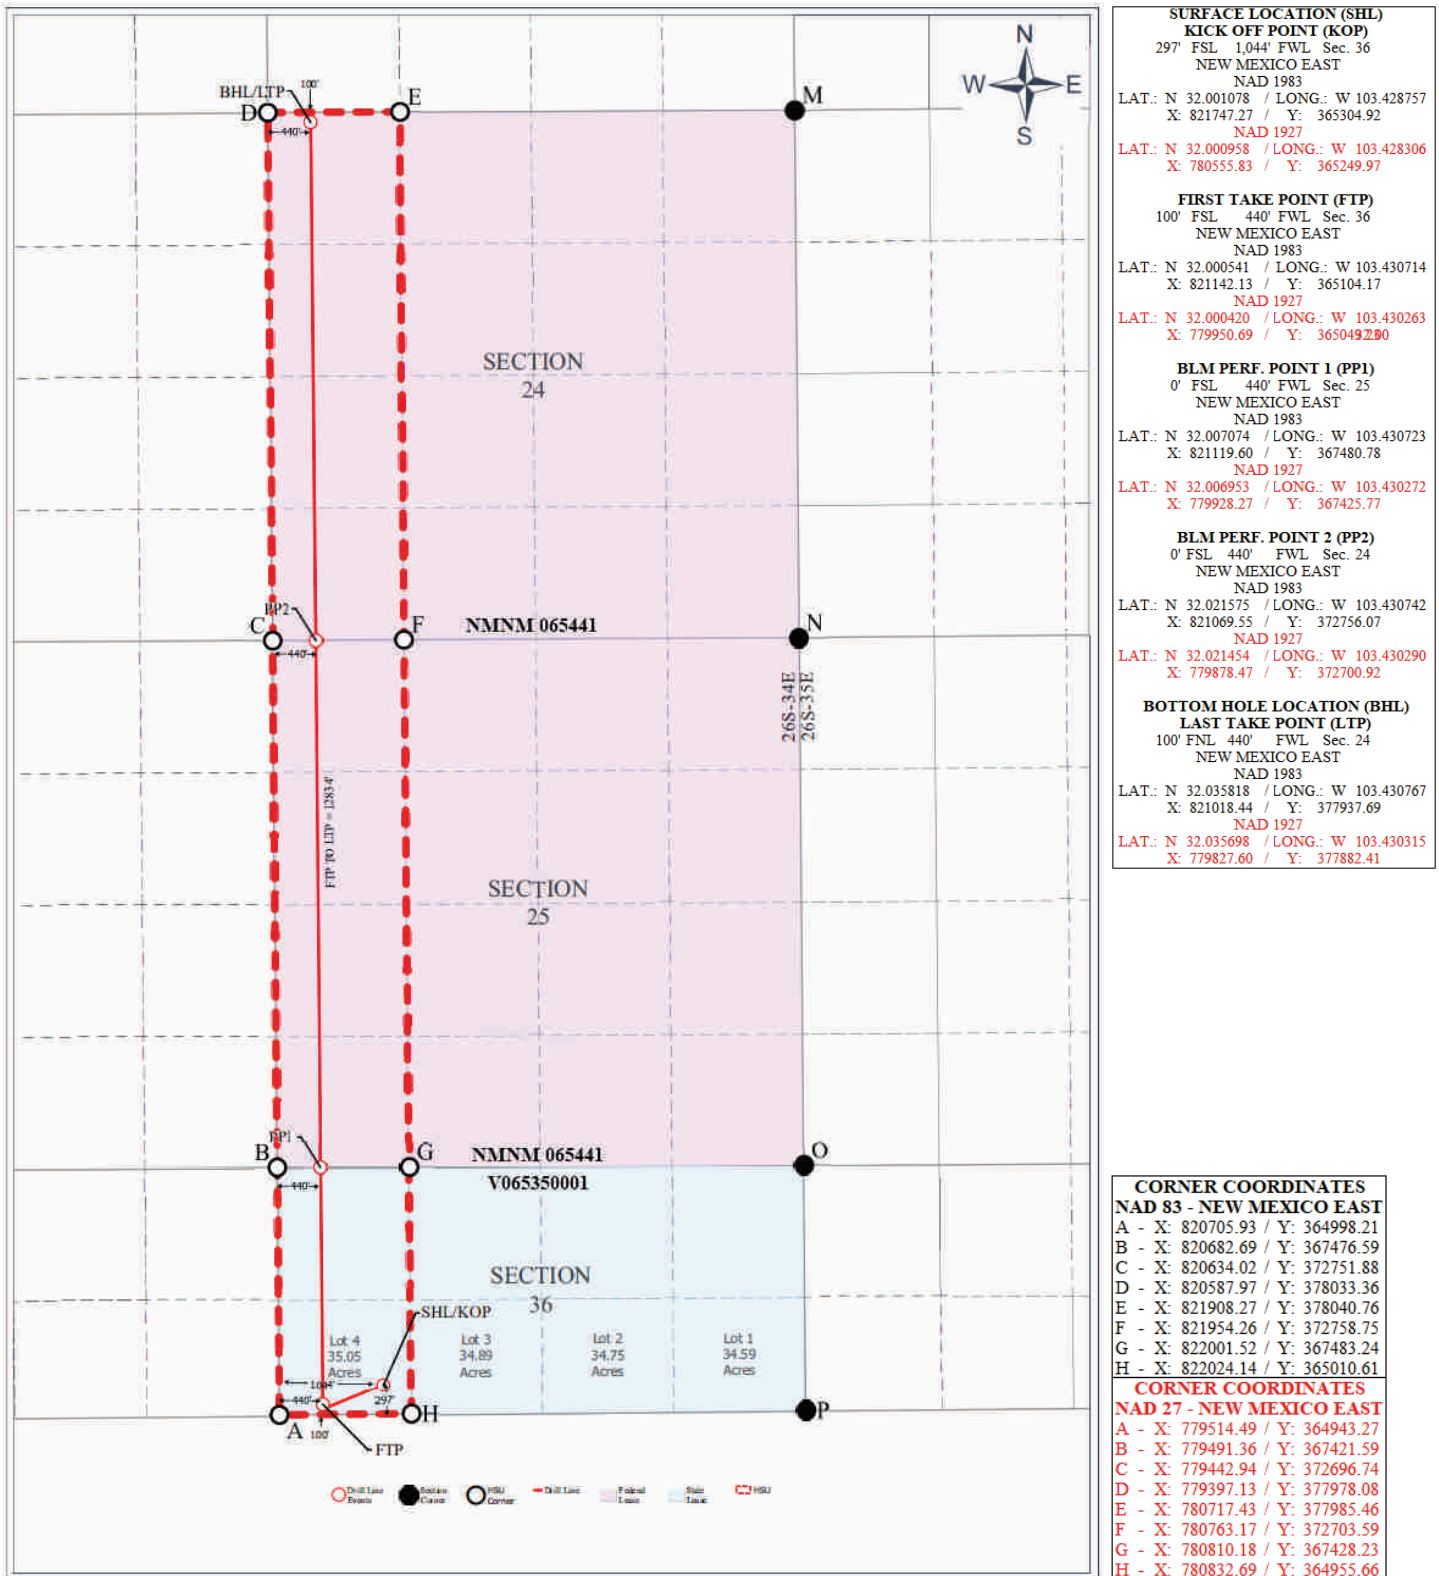 N
W E
S
BHL/LTP
100'
D
E
M
440'
SECTION
24
PP2
C
F
NMNM 065441
N
440'
26S-34E
26S-35E
FTP TO LTP = 12834'
SECTION
25
PP1
B
G
NMNM 065441
O
440'
V065350001
SECTION
36
SHL/KOP
Lot 4
35.05
Acres
Lot 3
34.89
Acres
Lot 2
34.75
Acres
Lot 1
34.59
Acres
1044'
440'
297'
A
100'
H
P
FTP
Drill Line Events
Section Corner
HSU Corner
Drill Line
Federal Lease
State Lease
HSU
SURFACE LOCATION (SHL)
KICK OFF POINT (KOP)
297' FSL 1,044' FWL Sec. 36
NEW MEXICO EAST
NAD 1983
LAT.: N 32.001078 / LONG.: W 103.428757
X: 821747.27 / Y: 365304.92
NAD 1927
LAT.: N 32.000958 / LONG.: W 103.428306
X: 780555.83 / Y: 365249.97
FIRST TAKE POINT (FTP)
100' FSL 440' FWL Sec. 36
NEW MEXICO EAST
NAD 1983
LAT.: N 32.000541 / LONG.: W 103.430714
X: 821142.13 / Y: 365104.17
NAD 1927
LAT.: N 32.000420 / LONG.: W 103.430263
X: 779950.69 / Y:
BLM PERF. POINT 1 (PP1)
0' FSL 440' FWL Sec. 25
NEW MEXICO EAST
NAD 1983
LAT.: N 32.007074 / LONG.: W 103.430723
X: 821119.60 / Y: 367480.78
NAD 1927
LAT.: N 32.006953 / LONG.: W 103.430272
X: 779928.27 / Y: 367425.77
BLM PERF. POINT 2 (PP2)
0' FSL 440' FWL Sec. 24
NEW MEXICO EAST
NAD 1983
LAT.: N 32.021575 / LONG.: W 103.430742
X: 821069.55 / Y: 372756.07
NAD 1927
LAT.: N 32.021454 / LONG.: W 103.430290
X: 779878.47 / Y: 372700.92
BOTTOM HOLE LOCATION (BHL)
LAST TAKE POINT (LTP)
100' FNL 440' FWL Sec. 24
NEW MEXICO EAST
NAD 1983
LAT.: N 32.035818 / LONG.: W 103.430767
X: 821018.44 / Y: 377937.69
NAD 1927
LAT.: N 32.035698 / LONG.: W 103.430315
X: 779827.60 / Y: 377882.41
CORNER COORDINATES
NAD 83 - NEW MEXICO EAST
A - X: 820705.93 / Y: 364998.21
B - X: 820682.69 / Y: 367476.59
C - X: 820634.02 / Y: 372751.88
D - X: 820587.97 / Y: 378033.36
E - X: 821908.27 / Y: 378040.76
F - X: 821954.26 / Y: 372758.75
G - X: 822001.52 / Y: 367483.24
H - X: 822024.14 / Y: 365010.61
CORNER COORDINATES
NAD 27 - NEW MEXICO EAST
A - X: 779514.49 / Y: 364943.27
B - X: 779491.36 / Y: 367421.59
C - X: 779442.94 / Y: 372696.74
D - X: 779397.13 / Y: 377978.08
E - X: 780717.43 / Y: 377985.46
F - X: 780763.17 / Y: 372703.59
G - X: 780810.18 / Y: 367428.23
H - X: 780832.69 / Y: 364955.66